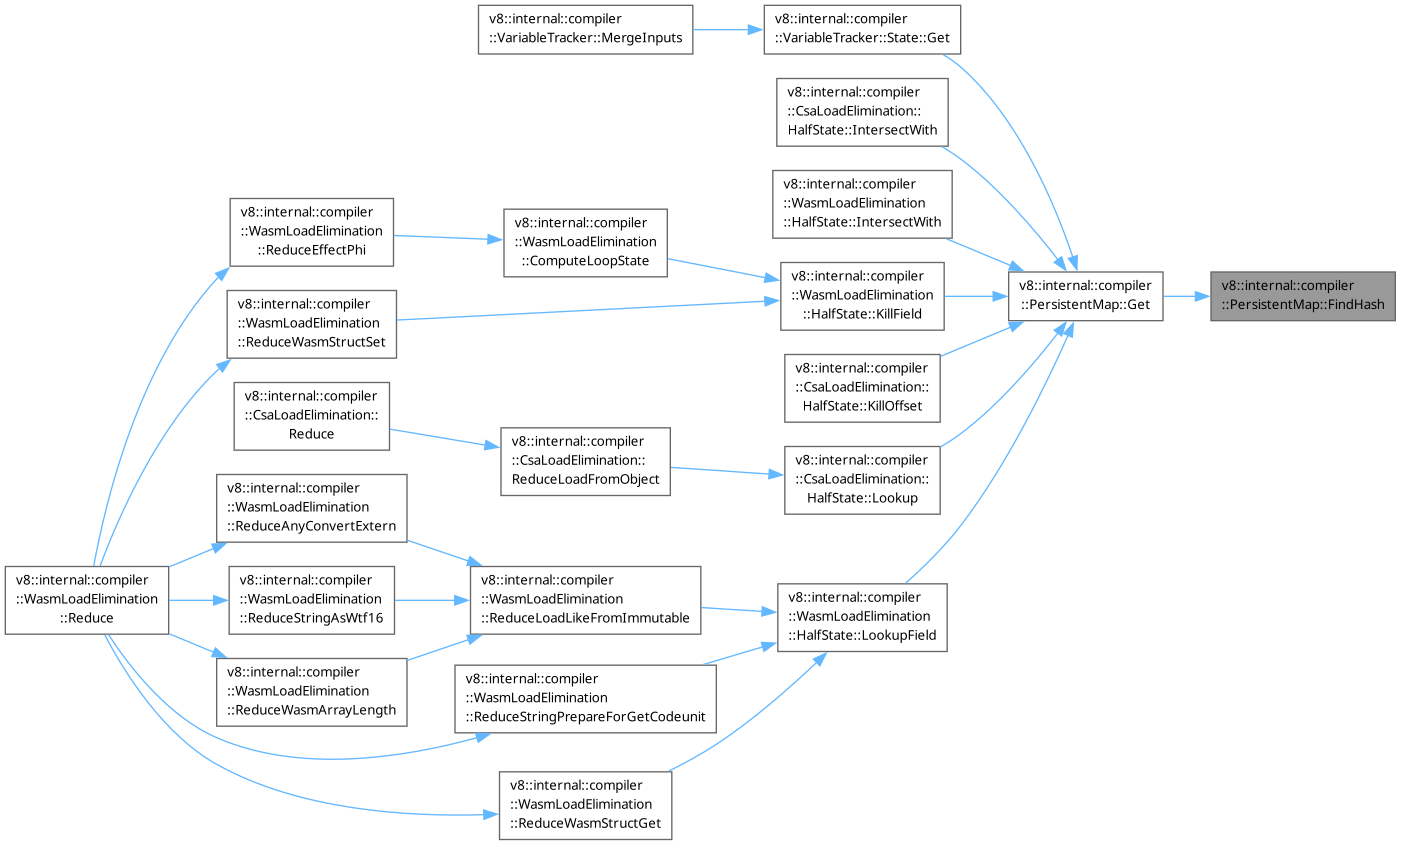 v8::internal::compiler
::VariableTracker::MergeInputs
v8::internal::compiler
::VariableTracker::State::Get
v8::internal::compiler
::CsaLoadElimination::
HalfState::IntersectWith
v8::internal::compiler
::WasmLoadElimination
::HalfState::IntersectWith
v8::internal::compiler
::WasmLoadElimination
::ReduceEffectPhi
v8::internal::compiler
::WasmLoadElimination
::ComputeLoopState
v8::internal::compiler
::WasmLoadElimination
::HalfState::KillField
v8::internal::compiler
::PersistentMap::Get
v8::internal::compiler
::PersistentMap::FindHash
v8::internal::compiler
::WasmLoadElimination
::ReduceWasmStructSet
v8::internal::compiler
::CsaLoadElimination::
HalfState::KillOffset
v8::internal::compiler
::CsaLoadElimination::
Reduce
v8::internal::compiler
::CsaLoadElimination::
ReduceLoadFromObject
v8::internal::compiler
::CsaLoadElimination::
HalfState::Lookup
v8::internal::compiler
::WasmLoadElimination
::ReduceAnyConvertExtern
v8::internal::compiler
::WasmLoadElimination
::Reduce
v8::internal::compiler
::WasmLoadElimination
::ReduceStringAsWtf16
v8::internal::compiler
::WasmLoadElimination
::ReduceLoadLikeFromImmutable
v8::internal::compiler
::WasmLoadElimination
::HalfState::LookupField
v8::internal::compiler
::WasmLoadElimination
::ReduceWasmArrayLength
v8::internal::compiler
::WasmLoadElimination
::ReduceStringPrepareForGetCodeunit
v8::internal::compiler
::WasmLoadElimination
::ReduceWasmStructGet